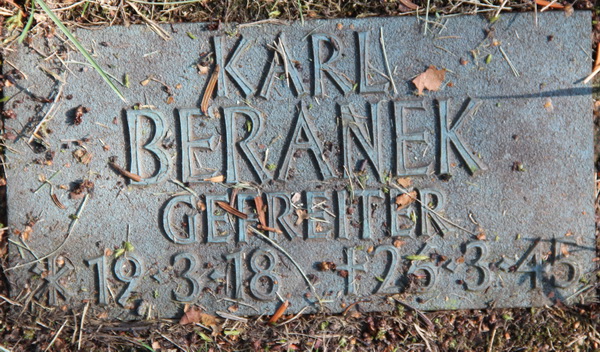 KARL
BERANEK
GEFREITER
* 19·3·18 † 25·3·45